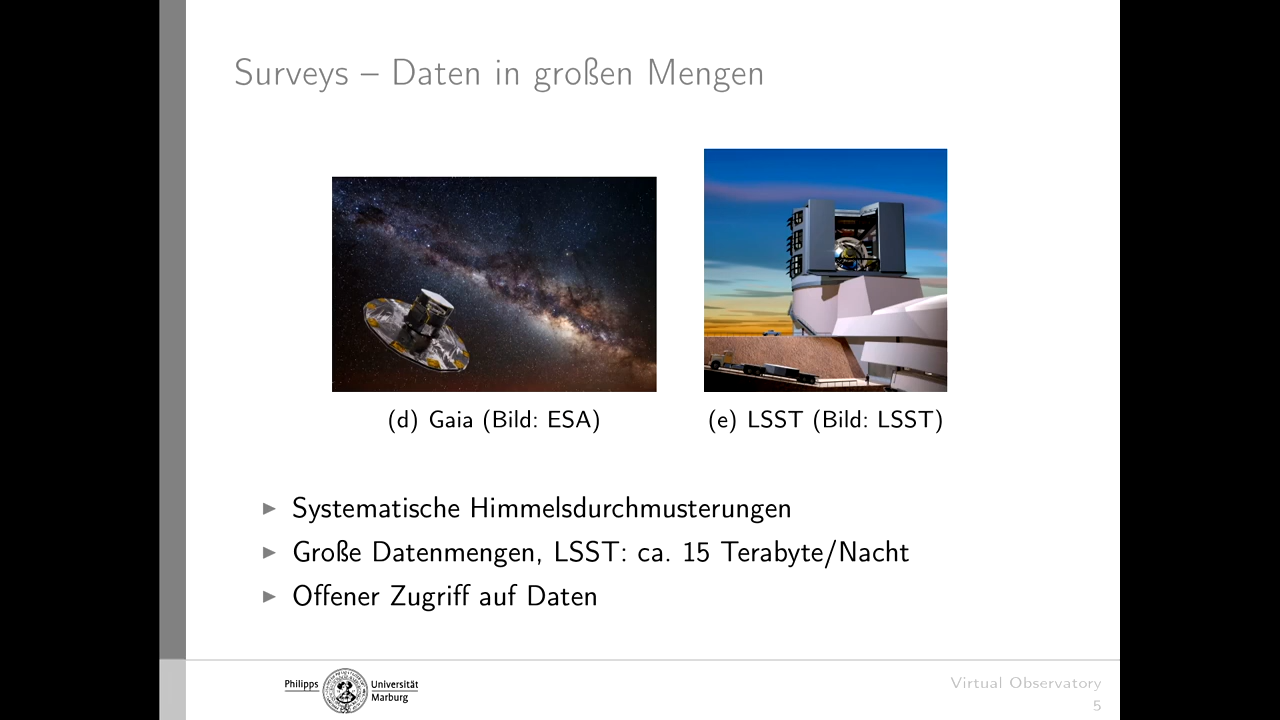 Surveys – Daten in großen Mengen
(d) Gaia (Bild: ESA)
(e) LSST (Bild: LSST)
Systematische Himmelsdurchmusterungen
Große Datenmengen, LSST: ca. 15 Terabyte/Nacht
Offener Zugriff auf Daten
Philipps Universität
Marburg
Virtual Observatory
5